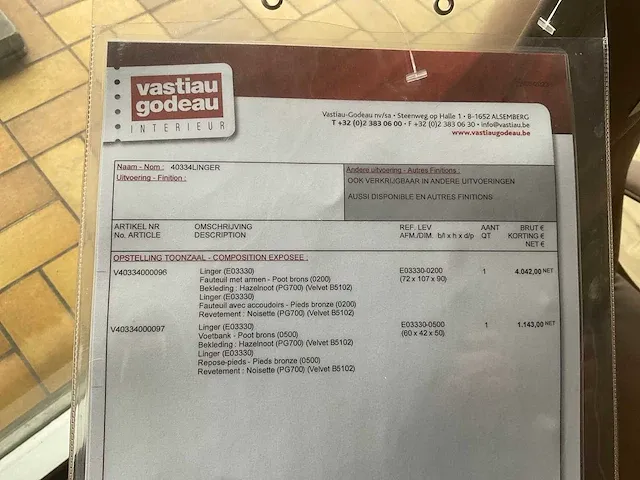 vastiau
godeau
INTERIEUR
Vastiau-Godeau nv/sa • Steenweg op Halle 1 • B-1652 ALSEMBERG
T +32 (0)2 383 06 00 • F +32 (0)2 383 06 30 • info@vastiau.be
www.vastiaugodeau.be
Naam - Nom : 40334LINGER
Uitvoering - Finition :
Andere uitvoering - Autres Finitions :
OOK VERKRIJGBAAR IN ANDERE UITVOERINGEN
AUSSI DISPONIBLE EN AUTRES FINITIONS
ARTIKEL NR OMSCHRIJVING REF. LEV AANT BRUT €
No. ARTICLE DESCRIPTION AFM./DIM. b/l x h x d/p QT KORTING €
NET €
OPSTELLING TOONZAAL - COMPOSITION EXPOSEE :
V40334000096 Linger (E03330) E03330-0200 1 4.042,00 NET
Fauteuil met armen - Poot brons (0200) (72 x 107 x 90)
Bekleding : Hazelnoot (PG700) (Velvet B5102)
Linger (E03330)
Fauteuil avec accoudoirs - Pieds bronze (0200)
Revetement : Noisette (PG700) (Velvet B5102)
V40334000097 Linger (E03330) E03330-0500 1 1.143,00 NET
Voetbank - Poot brons (0500) (60 x 42 x 50)
Bekleding : Hazelnoot (PG700) (Velvet B5102)
Linger (E03330)
Repose-pieds - Pieds bronze (0500)
Revetement : Noisette (PG700) (Velvet B5102)